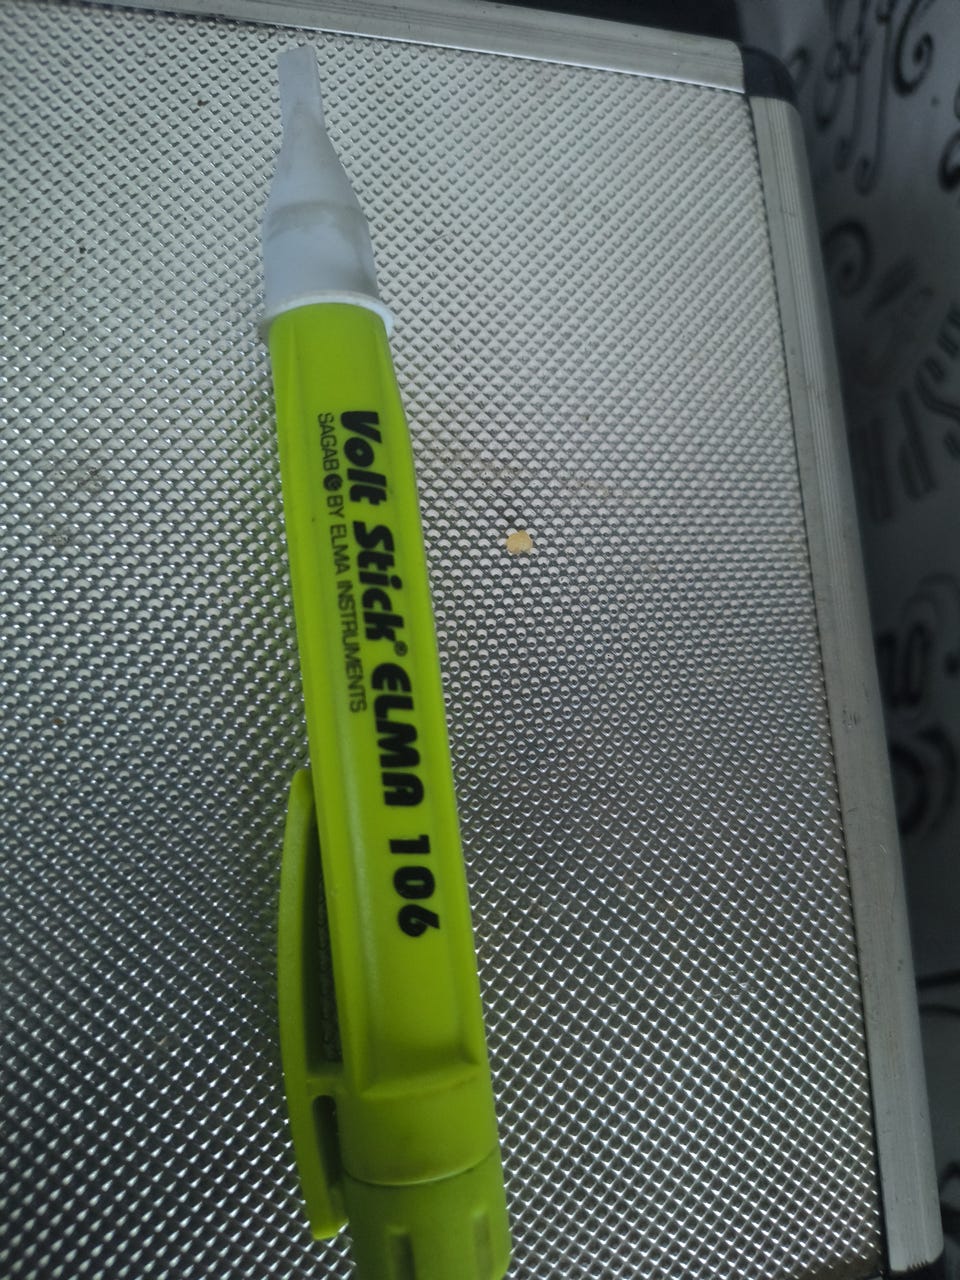 Volt Stick® ELMA 106
SAGAB © BY ELMA INSTRUMENTS